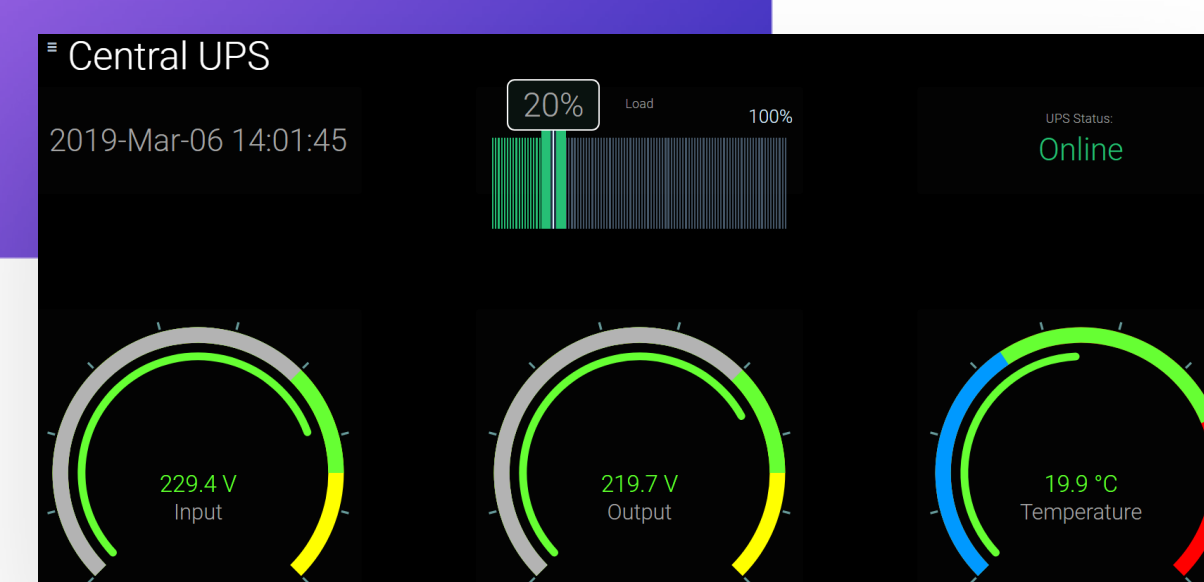 Central UPS
2019-Mar-06 14:01:45
20%
Load
100%
UPS Status:
Online
229.4 V
Input
219.7 V
Output
19.9 °C
Temperature